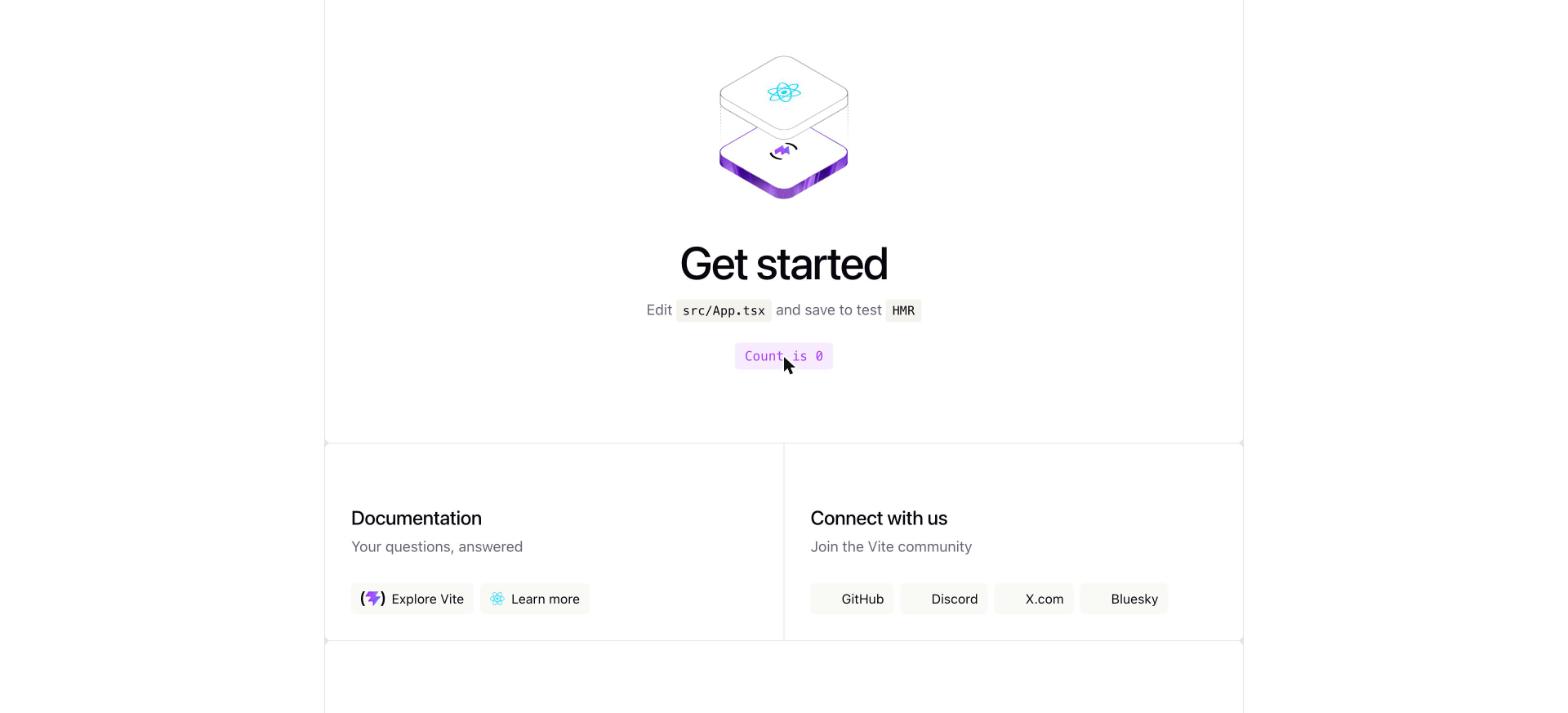 Get started
Edit src/App.tsx and save to test HMR
Count is 0
Documentation
Your questions, answered
Explore Vite
Learn more
Connect with us
Join the Vite community
GitHub
Discord
X.com
Bluesky